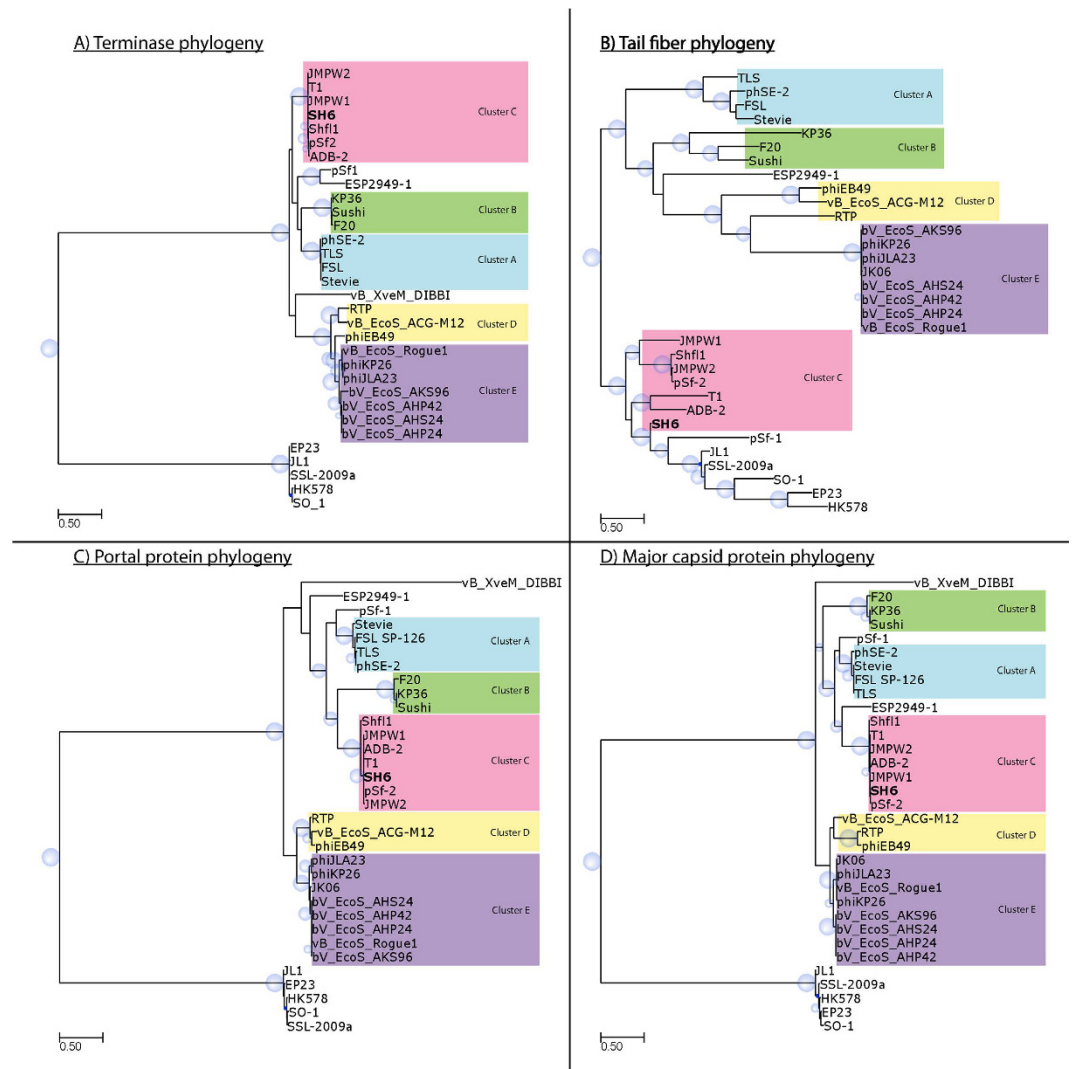 A) Terminase phylogeny
JMPW2
T1
JMPW1
SH6
Shfl1
pSf2
ADB-2
Cluster C
pSf1
ESP2949-1
KP36
Sushi
F20
Cluster B
phSE-2
TLS
FSL
Stevie
Cluster A
vB_XveM_DIBBI
RTP
vB_EcoS_ACG-M12
phiEB49
Cluster D
vB_EcoS_Rogue1
phiKP26
phiJLA23
bV_EcoS_AKS96
bV_EcoS_AHP42
bV_EcoS_AHS24
bV_EcoS_AHP24
Cluster E
EP23
JL1
SSL-2009a
HK578
SO_1
0.50
B) Tail fiber phylogeny
TLS
phSE-2
FSL
Stevie
Cluster A
KP36
F20
Sushi
Cluster B
ESP2949-1
phiEB49
vB_EcoS_ACG-M12
RTP
Cluster D
bV_EcoS_AKS96
phiKP26
phiJLA23
JK06
bV_EcoS_AHS24
bV_EcoS_AHP42
bV_EcoS_AHP24
vB_EcoS_Rogue1
Cluster E
JMPW1
Shfl1
JMPW2
pSf-2
T1
ADB-2
SH6
Cluster C
pSf-1
JL1
SSL-2009a
SO-1
EP23
HK578
0.50
C) Portal protein phylogeny
vB_XveM_DIBBI
ESP2949-1
pSf-1
Stevie
FSL SP-126
TLS
phSE-2
Cluster A
F20
KP36
Sushi
Cluster B
Shfl1
JMPW1
ADB-2
T1
SH6
pSf-2
JMPW2
Cluster C
RTP
vB_EcoS_ACG-M12
phiEB49
Cluster D
phiJLA23
phiKP26
JK06
bV_EcoS_AHS24
bV_EcoS_AHP42
bV_EcoS_AHP24
vB_EcoS_Rogue1
bV_EcoS_AKS96
Cluster E
JL1
EP23
HK578
SO-1
SSL-2009a
0.50
D) Major capsid protein phylogeny
vB_XveM_DIBBI
F20
KP36
Sushi
Cluster B
pSf-1
phSE-2
Stevie
FSL SP-126
TLS
Cluster A
ESP2949-1
Shfl1
T1
JMPW2
ADB-2
JMPW1
SH6
pSf-2
Cluster C
vB_EcoS_ACG-M12
RTP
phiEB49
Cluster D
JK06
phiJLA23
vB_EcoS_Rogue1
phiKP26
bV_EcoS_AKS96
bV_EcoS_AHS24
bV_EcoS_AHP24
bV_EcoS_AHP42
Cluster E
JL1
SSL-2009a
HK578
EP23
SO-1
0.50